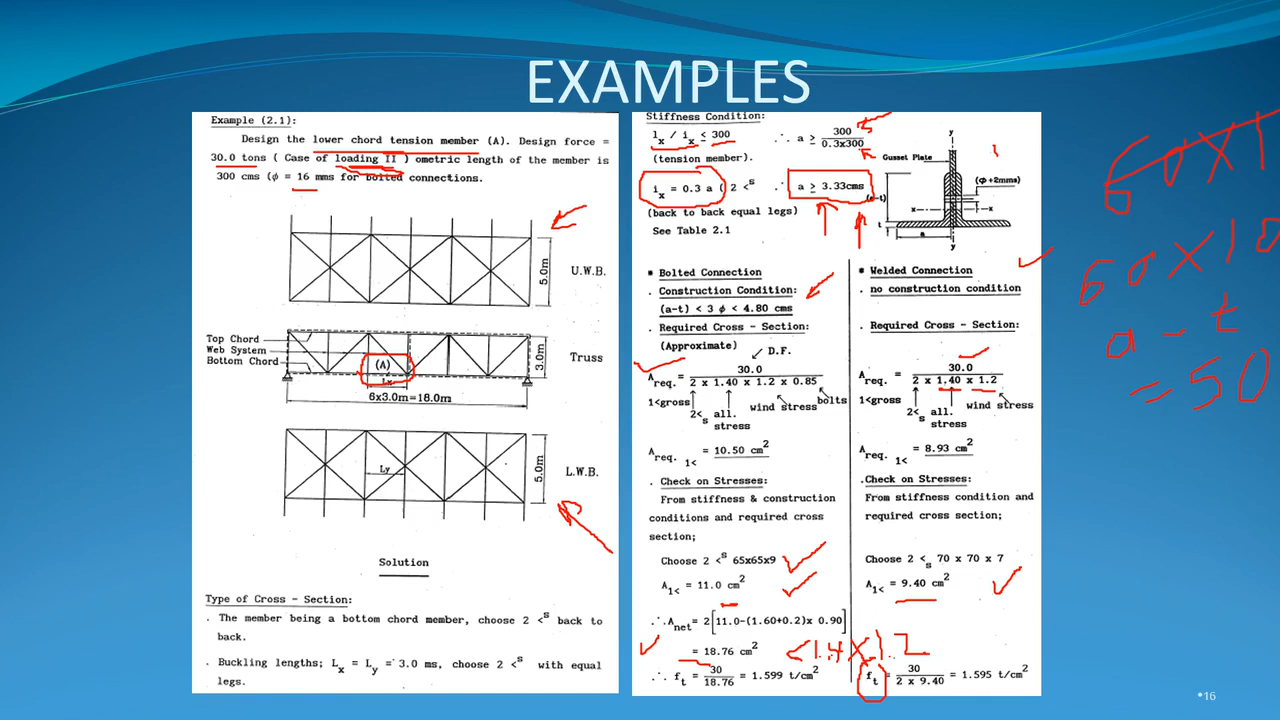 EXAMPLES
Example (2.1):
Design the lower chord tension member (A). Design force =
30.0 tons ( Case of loading II ) ometric length of the member is
300 cms (φ = 16 mms for bolted connections.
5.0m
U.W.B.
Top Chord
Web System
Bottom Chord
(A)
Lx
3.0m
Truss
6x3.0m=18.0m
Ly
5.0m
L.W.B.
Solution
Type of Cross - Section:
. The member being a bottom chord member, choose 2 <s back to
back.
. Buckling lengths; Lx = Ly = 3.0 ms, choose 2 <s with equal
legs.
Stiffness Condition:
lx / ix ≤ 300 ∴ a ≥ 300 / 0.3x300
(tension member).
ix = 0.3 a ( 2 <s ∴ a ≥ 3.33cms
(back to back equal legs)
See Table 2.1
Gusset Plate
y
(φ+2mms)
(a-t)
x
x
t
a
y
* Bolted Connection
. Construction Condition:
(a-t) < 3 φ < 4.80 cms
. Required Cross - Section:
(Approximate)
D.F.
Areq. = 30.0 / 2 x 1.40 x 1.2 x 0.85
1<gross
2<s
all.
stress
wind stress
bolts
Areq. 1< = 10.50 cm2
. Check on Stresses:
From stiffness & construction
conditions and required cross
section;
Choose 2 <s 65x65x9
A1< = 11.0 cm2
∴Anet = 2[11.0-(1.60+0.2)x 0.90]
= 18.76 cm2
∴ ft = 30 / 18.76 = 1.599 t/cm2
<1.4x1.2
* Welded Connection
. no construction condition
. Required Cross - Section:
Areq. = 30.0 / 2 x 1.40 x 1.2
1<gross
2<s
all.
stress
wind stress
Areq. 1< = 8.93 cm2
.Check on Stresses:
From stiffness condition and
required cross section;
Choose 2 <s 70 x 70 x 7
A1< = 9.40 cm2
ft = 30 / 2 x 9.40 = 1.595 t/cm2
60x1
60x10
a - t
= 50
•16